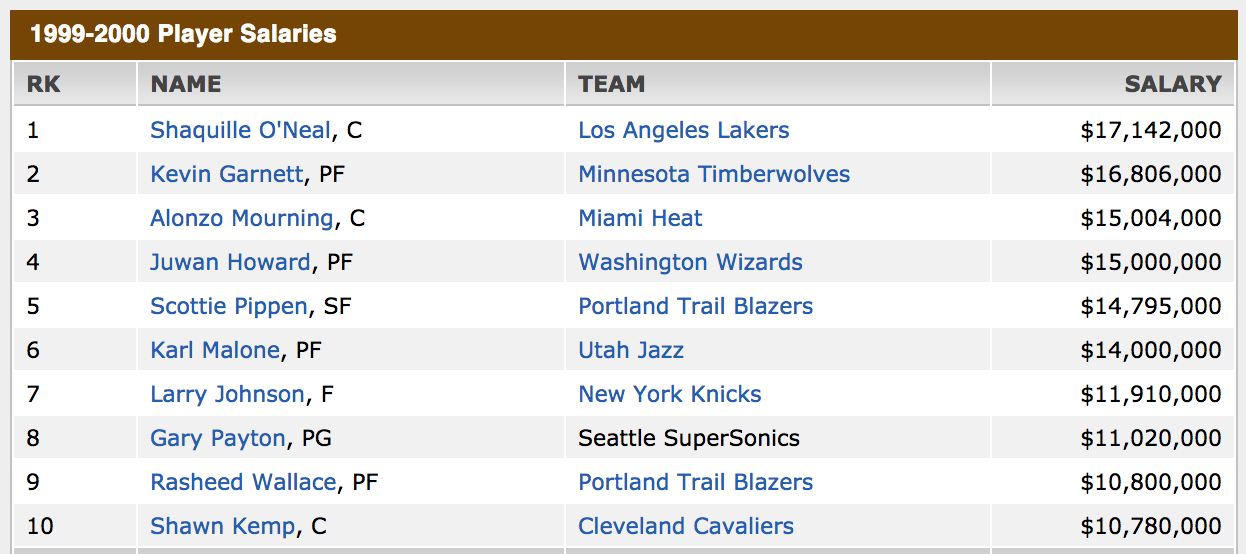 1999-2000 Player Salaries
RK NAME TEAM SALARY
1 Shaquille O'Neal, C Los Angeles Lakers $17,142,000
2 Kevin Garnett, PF Minnesota Timberwolves $16,806,000
3 Alonzo Mourning, C Miami Heat $15,004,000
4 Juwan Howard, PF Washington Wizards $15,000,000
5 Scottie Pippen, SF Portland Trail Blazers $14,795,000
6 Karl Malone, PF Utah Jazz $14,000,000
7 Larry Johnson, F New York Knicks $11,910,000
8 Gary Payton, PG Seattle SuperSonics $11,020,000
9 Rasheed Wallace, PF Portland Trail Blazers $10,800,000
10 Shawn Kemp, C Cleveland Cavaliers $10,780,000